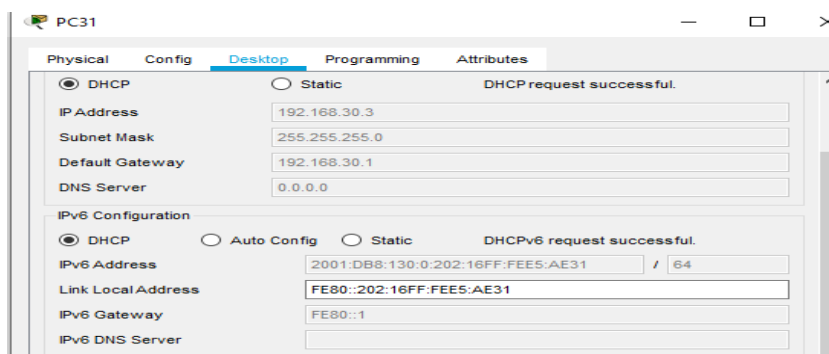 PC31
Physical Config Desktop Programming Attributes
DHCP Static DHCP request successful.
IP Address 192.168.30.3
Subnet Mask 255.255.255.0
Default Gateway 192.168.30.1
DNS Server 0.0.0.0
IPv6 Configuration
DHCP Auto Config Static DHCPv6 request successful.
IPv6 Address 2001:DB8:130:0:202:16FF:FEE5:AE31 / 64
Link Local Address FE80::202:16FF:FEE5:AE31
IPv6 Gateway FE80::1
IPv6 DNS Server